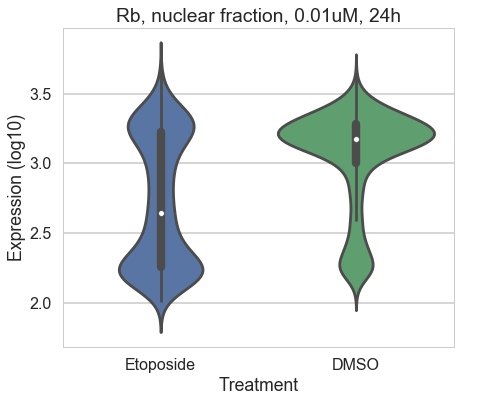 Rb, nuclear fraction, 0.01uM, 24h
Expression (log10)
3.5
3.0
2.5
2.0
Etoposide
DMSO
Treatment